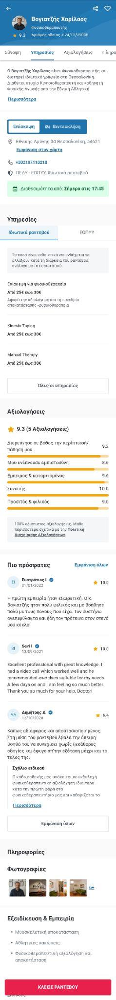 Βογιατζής Χαρίλαος
Φυσικοθεραπευτής
9.3 Αριθμός αδείας # 24/Γ2/22095
Σύνοψη Υπηρεσίες Αξιολογήσεις Πληρο
Ο Βογιατζής Χαρίλαος είναι Φυσικοθεραπευτής και
διατηρεί ιδιωτικό γραφείο στη Θεσσαλονίκη.
Διαθέτει πτυχίο Κινησιοθεραπευτή και καθηγητή
Φυσικής Αγωγής από την Εθνική Αθλητική
Περισσότερα
Επίσκεψη Βιντεοκλήση
Εθνικής Αμύνης 34 Θεσσαλονίκη, 54621
Εμφάνιση στον χάρτη
+302107110218
ΠΕΔΥ - ΕΟΠΥΥ, Ιδιωτικό ραντεβού
Διαθεσιμότητα από: Σήμερα στις 17:45
Υπηρεσίες
Ιδιωτικά ραντεβού ΕΟΠΥΥ
Τα ποσά είναι ενδεικτικά και ενδέχεται να
αλλάξουν κατά τη διάρκεια του ραντεβού,
ανάλογα με το περιστατικό.
Επίσκεψη για φυσικοθεραπεία
Από 25€ έως 30€
Αφορά την αξιολόγηση και τη συνεδρία
αποκατάστασης -φυσικοθεραπεία
Kinesio Taping
Από 25€ έως 30€
Manual Therapy
Από 25€ έως 30€
Όλες οι υπηρεσίες
Αξιολογήσεις
9.3 (5 Αξιολογήσεις)
Διερεύνησε σε βάθος την περίπτωσή/
πάθησή μου 9.2
Μου ενέπνευσε εμπιστοσύνη 8.6
Έμπειρος & καταρτισμένος 9.6
Συνεπής 10.0
Προσιτός & φιλικός 9.0
100% αξιόπιστες αξιολογήσεις. Μάθε
περισσότερα σχετικά με την Πολιτική
Διαχείρισης Αξιολογήσεων.
Πιο πρόσφατες Εμφάνιση όλων
ΕΙ Ευστράτιος Ι 10.0
01/01/2022
Η πρώτη εμπειρία ήταν εξαιρετική. Ο κ.
Βογιατζής ήταν πολύ φιλικός και με βοήθησε
πολύ με τους πόνους που είχα. Τον συστήνω
ανεπιφύλακτα και ήδη τον πρότεινα στον στενό
μου κύκλο!
SI Sevi I 10.0
13/09/2021
Excellent professional with great knowledge. I
had a video call which worked well and he
recommended exercises suitable for my needs.
A few days on and I am feeling so much better.
Thank you so much for your help, Doctor!
ΔΔ Δημήτρης Δ 6.4
13/10/2020
Κάπως αδιάφορος και αποστασιοποιημένος.
Στη μέση του ραντεβού έβαλε την άπειρη
βοηθό του να συνεχίσει χωρίς ξεκάθαρες
οδηγίες και έφυγε απ'την εξέταση μέχρι και το
τέλος της.
Σχόλιο ειδικού
Ο κάθε ασθενής μας υπόκειται σε ενδελεχή
φυσικοθεραπευτική αξιολόγηση ιδιαίτερα
κατά την πρώτη φορά στο
φυσικοθεραπευτήριο μας και καθορίζεται το
Περισσότερα
Εμφάνιση όλων
Πληροφορίες
Φωτογραφίες
PHYSIO
6+
Εξειδίκευση & Εμπειρία
• Μυοσκελετική αποκατάσταση
• Αθλητικές κακώσεις
• Φυσικοθεραπευτική αξιολόγηση και
αποκατάσταση
ΚΛΕΙΣΕ ΡΑΝΤΕΒΟΥ